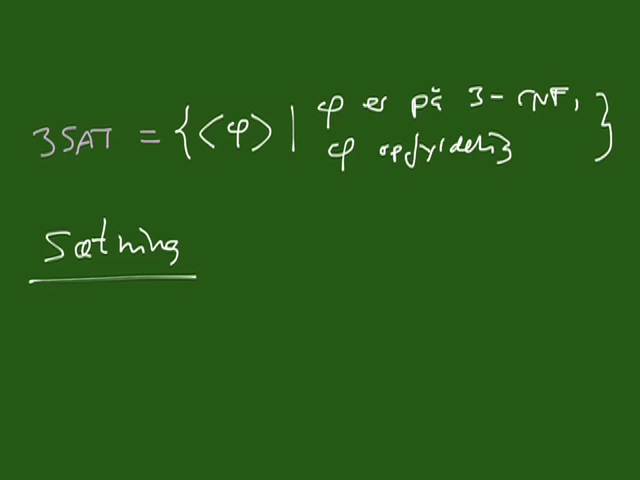 3SAT = {<φ> | φ er på 3-CNF,
φ opfyldelig}
Sætning